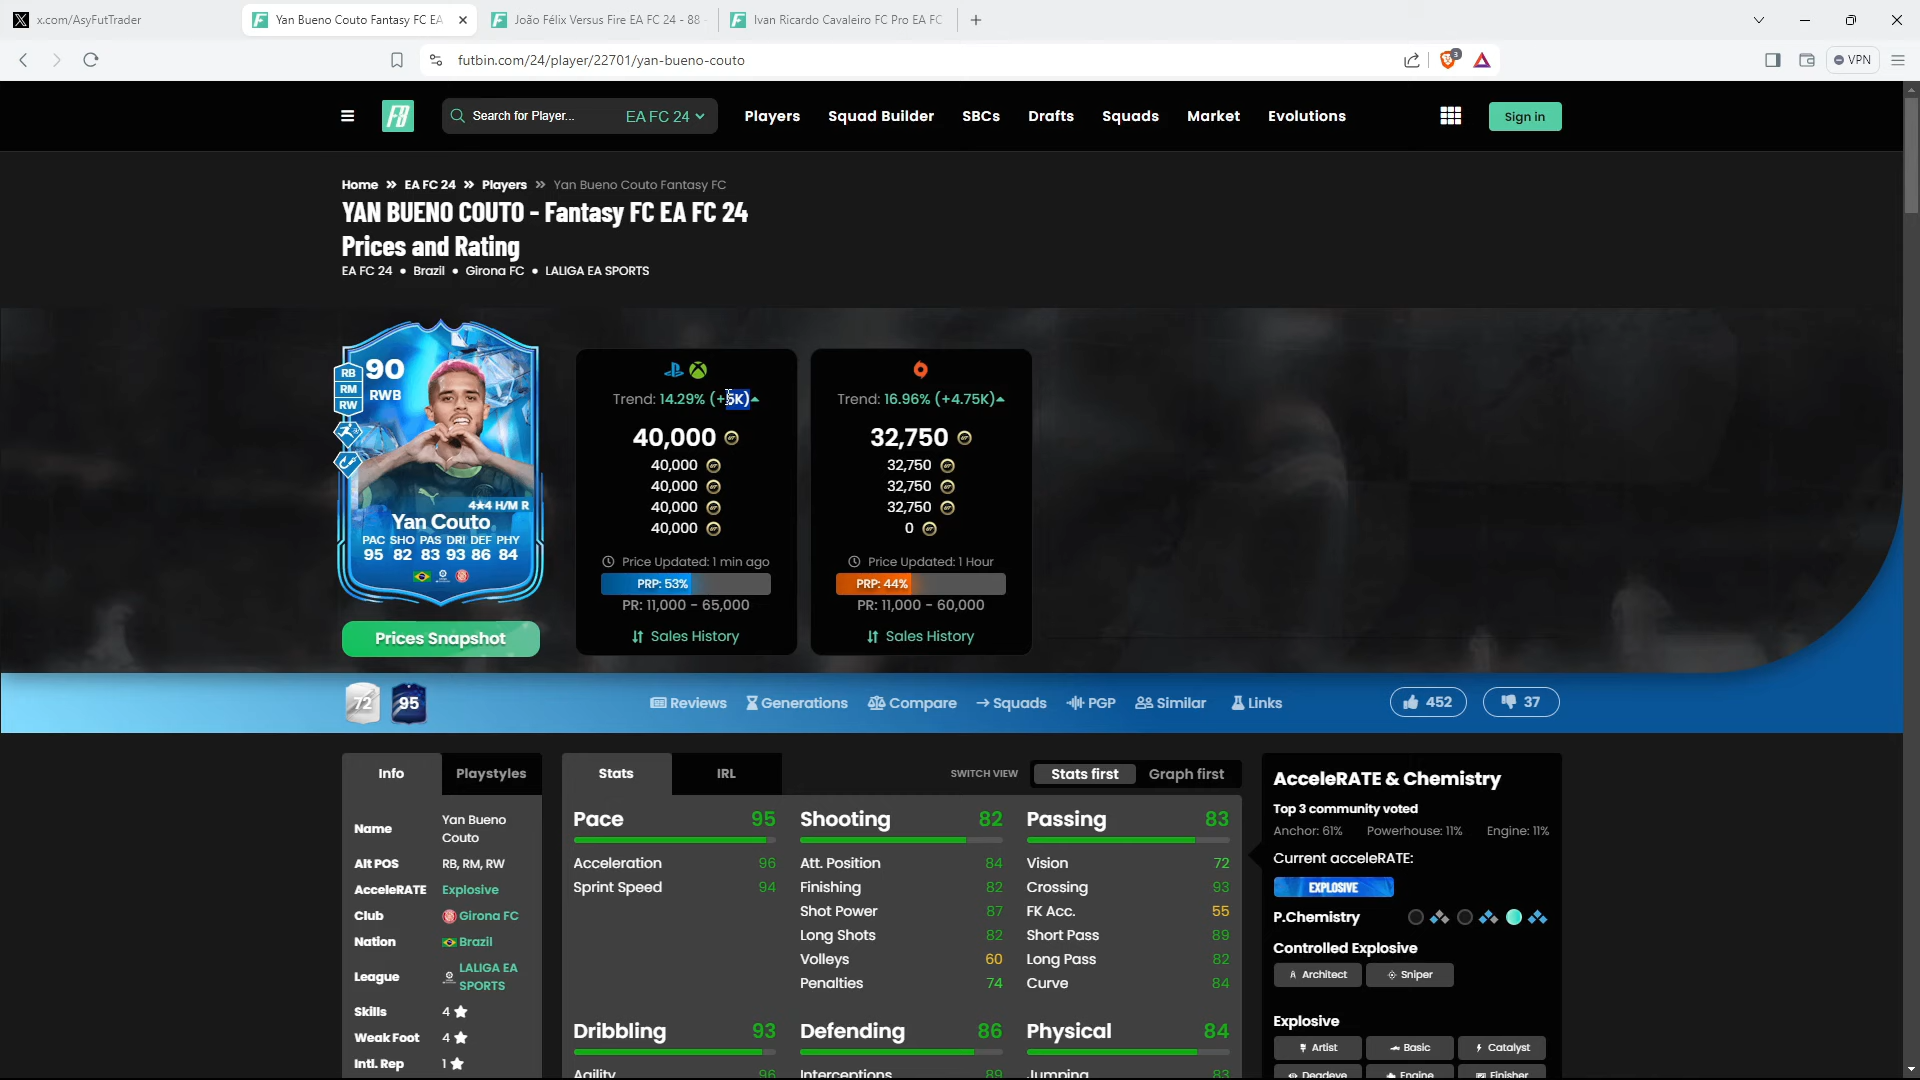 x.com/AsyFutTrader
Yan Bueno Couto Fantasy FC EA
João Félix Versus Fire EA FC 24 - 88
Ivan Ricardo Cavaleiro FC Pro EA FC
futbin.com/24/player/22701/yan-bueno-couto
3
VPN
Search for Player...
EA FC 24
Players
Squad Builder
SBCs
Drafts
Squads
Market
Evolutions
Sign in
Home » EA FC 24 » Players » Yan Bueno Couto Fantasy FC
YAN BUENO COUTO - Fantasy FC EA FC 24
Prices and Rating
EA FC 24 • Brazil • Girona FC • LALIGA EA SPORTS
90
RWB
RB
RM
RW
4★4 H/M R
Yan Couto
PAC SHO PAS DRI DEF PHY
95 82 83 93 86 84
Prices Snapshot
Trend: 14.29% (+5K)
40,000
40,000
40,000
40,000
40,000
Price Updated: 1 min ago
PRP: 53%
PR: 11,000 - 65,000
Sales History
Trend: 16.96% (+4.75K)
32,750
32,750
32,750
32,750
0
Price Updated: 1 Hour
PRP: 44%
PR: 11,000 - 60,000
Sales History
72
95
Reviews
Generations
Compare
Squads
PGP
Similar
Links
452
37
Info
Playstyles
Name Yan Bueno
Couto
Alt POS RB, RM, RW
AcceleRATE Explosive
Club Girona FC
Nation Brazil
League LALIGA EA
SPORTS
Skills 4
Weak Foot 4
Intl. Rep 1
Stats
IRL
SWITCH VIEW
Stats first
Graph first
Pace 95
Acceleration 96
Sprint Speed 94
Shooting 82
Att. Position 84
Finishing 82
Shot Power 87
Long Shots 82
Volleys 60
Penalties 74
Passing 83
Vision 72
Crossing 93
FK Acc. 55
Short Pass 89
Long Pass 82
Curve 84
Dribbling 93
Agility 96
Defending 86
Interceptions 89
Physical 84
Jumping 83
AcceleRATE & Chemistry
Top 3 community voted
Anchor: 61% Powerhouse: 11% Engine: 11%
Current acceleRATE:
EXPLOSIVE
P.Chemistry
Controlled Explosive
Architect
Sniper
Explosive
Artist
Basic
Catalyst
Deadeye
Engine
Finisher